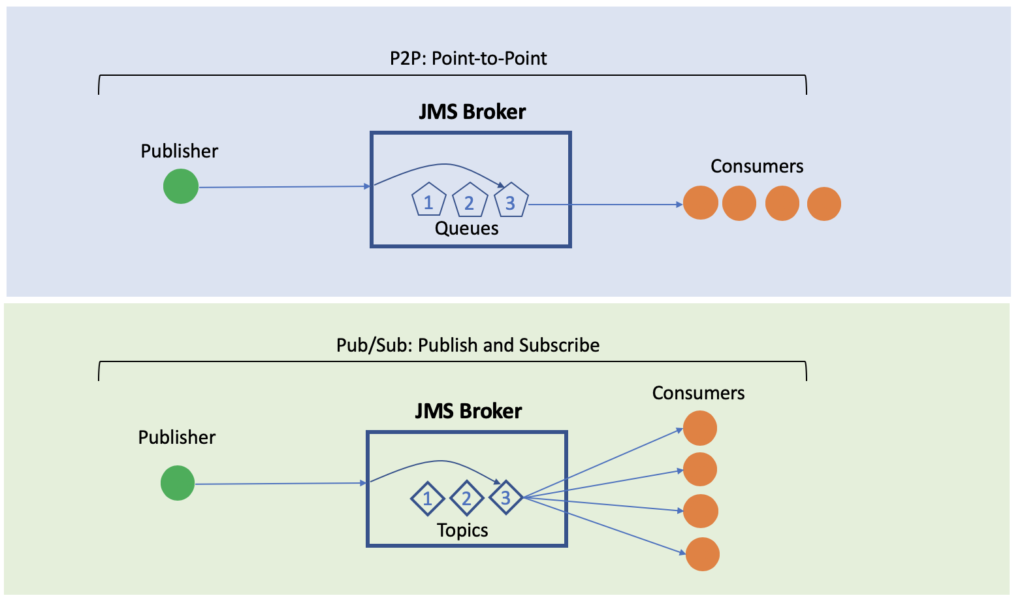 P2P: Point-to-Point
JMS Broker
Publisher
Consumers
1 2 3
Queues
Pub/Sub: Publish and Subscribe
Consumers
JMS Broker
Publisher
1 2 3
Topics